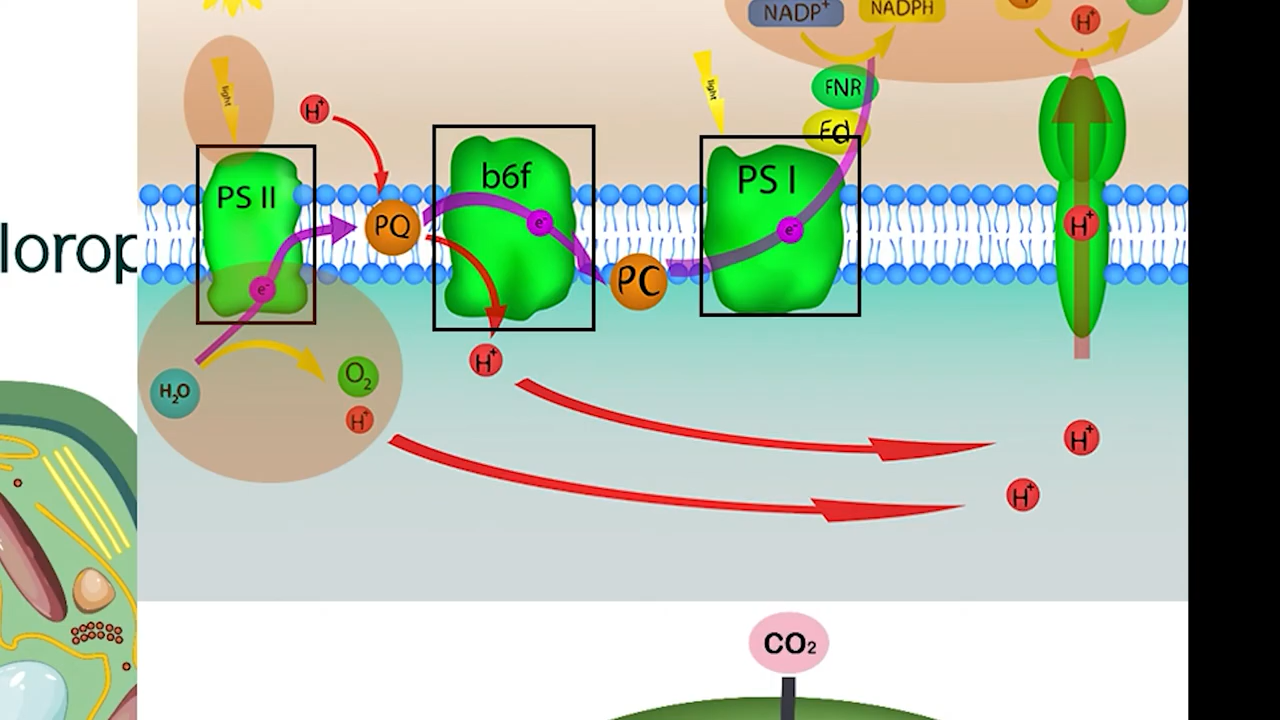 NADP⁺
NADPH
H⁺
light
H⁺
light
FNR
Fd
PS II
b6f
PS I
PQ
e⁻
e⁻
H⁺
lorop
e⁻
PC
H⁺
H₂O
O₂
H⁺
H⁺
H⁺
CO₂